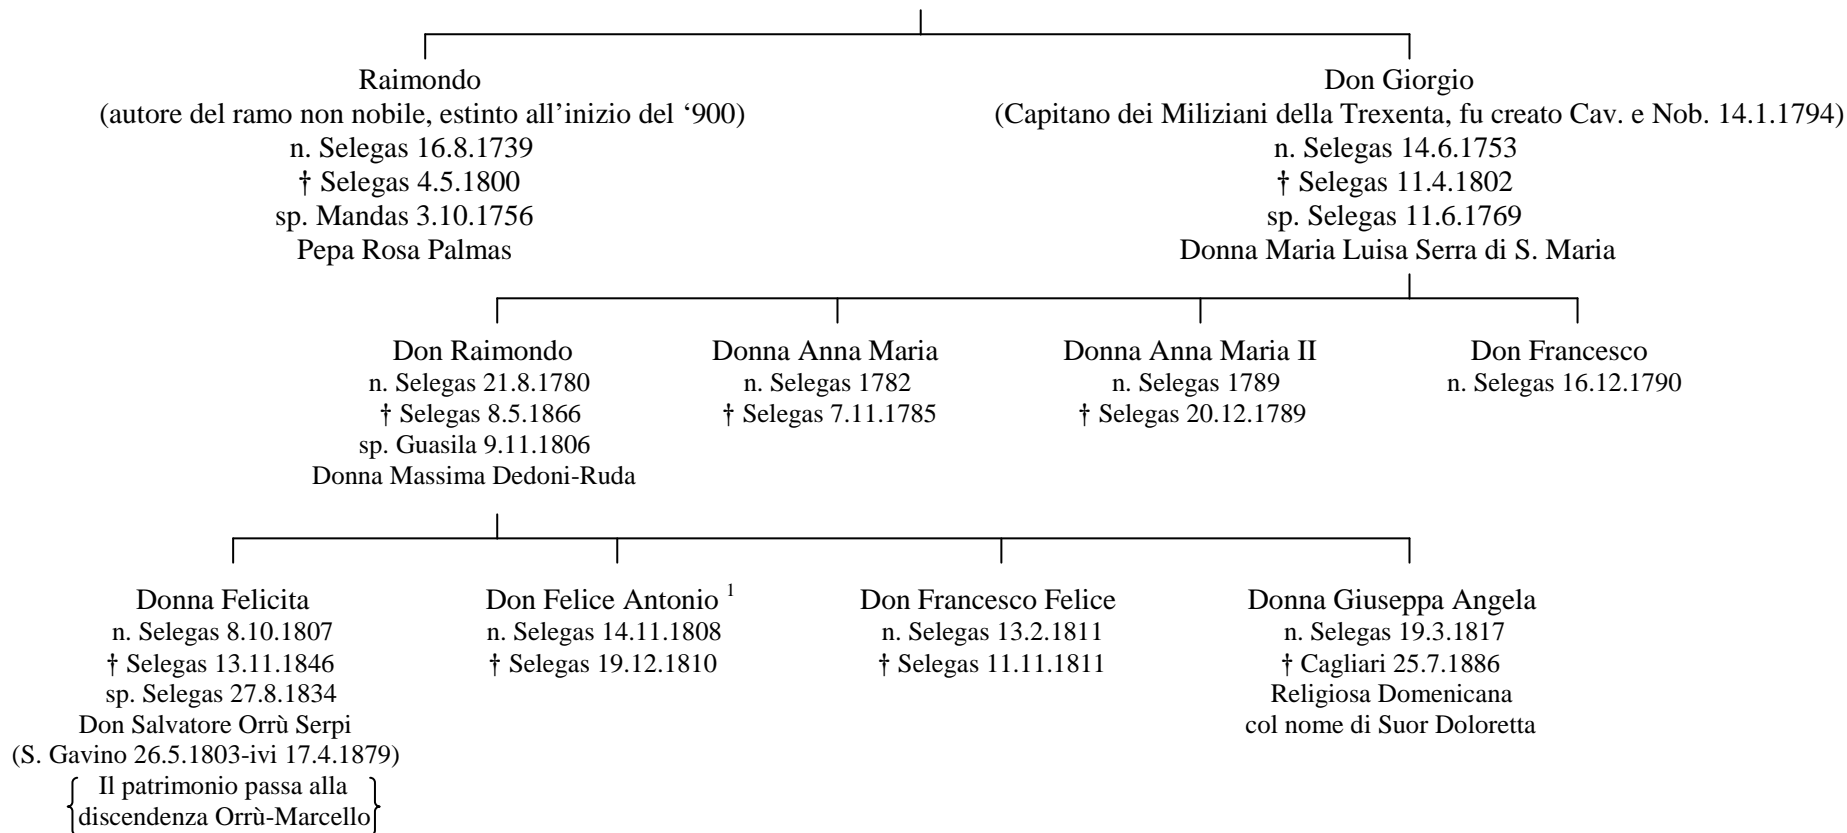 Raimondo
(autore del ramo non nobile, estinto all’inizio del ‘900)
n. Selegas 16.8.1739
† Selegas 4.5.1800
sp. Mandas 3.10.1756
Pepa Rosa Palmas
Don Giorgio
(Capitano dei Miliziani della Trexenta, fu creato Cav. e Nob. 14.1.1794)
n. Selegas 14.6.1753
† Selegas 11.4.1802
sp. Selegas 11.6.1769
Donna Maria Luisa Serra di S. Maria
Don Raimondo
n. Selegas 21.8.1780
† Selegas 8.5.1866
sp. Guasila 9.11.1806
Donna Massima Dedoni-Ruda
Donna Anna Maria
n. Selegas 1782
† Selegas 7.11.1785
Donna Anna Maria II
n. Selegas 1789
† Selegas 20.12.1789
Don Francesco
n. Selegas 16.12.1790
Donna Felicita
n. Selegas 8.10.1807
† Selegas 13.11.1846
sp. Selegas 27.8.1834
Don Salvatore Orrù Serpi
(S. Gavino 26.5.1803-ivi 17.4.1879)
Il patrimonio passa alla
discendenza Orrù-Marcello
Don Felice Antonio 1
n. Selegas 14.11.1808
† Selegas 19.12.1810
Don Francesco Felice
n. Selegas 13.2.1811
† Selegas 11.11.1811
Donna Giuseppa Angela
n. Selegas 19.3.1817
† Cagliari 25.7.1886
Religiosa Domenicana
col nome di Suor Doloretta